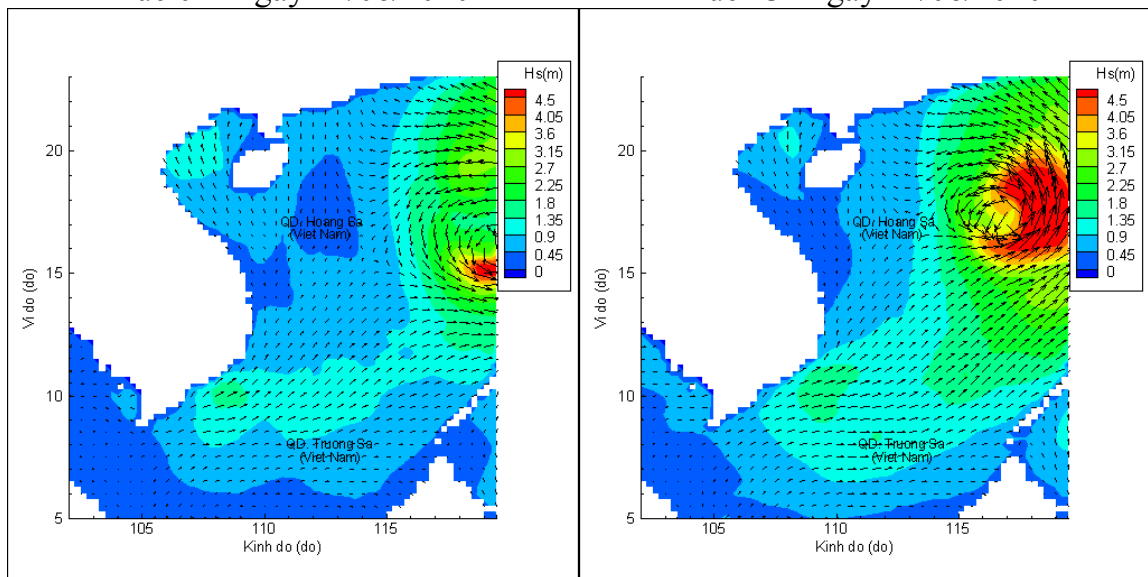 Hs(m)
4.5
4.05
3.6
3.15
2.7
2.25
1.8
1.35
0.9
0.45
0
20
15
10
5
Vi do (do)
QD. Hoang Sa
(Viet Nam)
QD. Truong Sa
(Viet Nam)
105
110
115
Kinh do (do)
Hs(m)
4.5
4.05
3.6
3.15
2.7
2.25
1.8
1.35
0.9
0.45
0
20
15
10
5
Vi do (do)
QD. Hoang Sa
(Viet Nam)
QD. Truong Sa
(Viet Nam)
105
110
115
Kinh do (do)